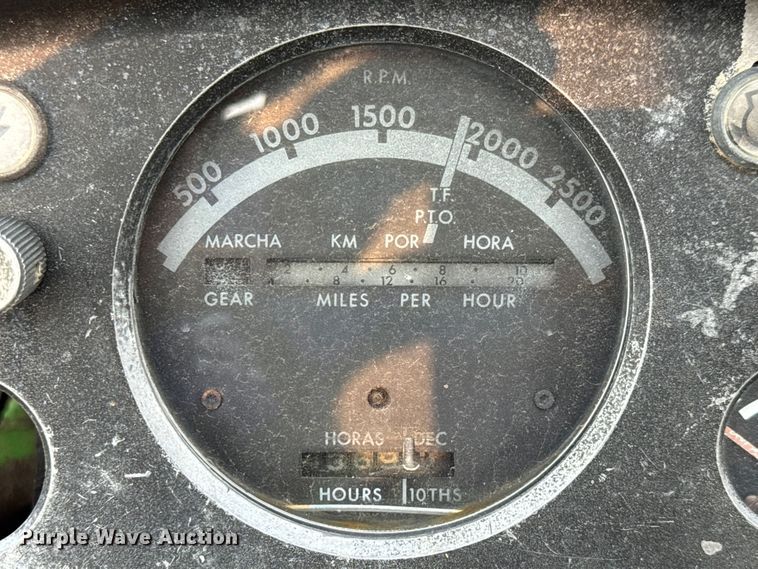 R.P.M.
500 1000 1500 2000 2500
T.F.
P.T.O.
MARCHA KM POR HORA
2 4 6 8 10
8 12 16 20
GEAR MILES PER HOUR
HORAS DEC
HOURS 10THS
Purple Wave Auction®